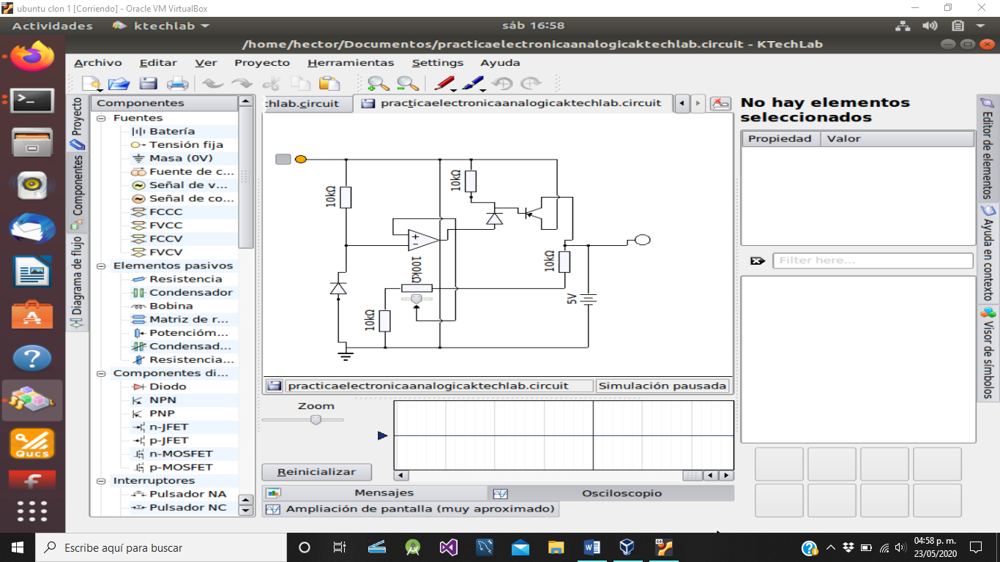 ubuntu clon 1 [Corriendo] - Oracle VM VirtualBox
Actividades
ktechlab
sáb 16:58
/home/hector/Documentos/practicaelectronicaanalogicaktechlab.circuit - KTechLab
Archivo Editar Ver Proyecto Herramientas Settings Ayuda
Proyecto
Componentes
Diagrama de flujo
Componentes
Fuentes
Batería
Tensión fija
Masa (0V)
Fuente de c...
Señal de v...
Señal de co...
FCCC
FVCC
FCCV
FVCV
Elementos pasivos
Resistencia
Condensador
Bobina
Matriz de r...
Potencióm...
Condensad...
Resistencia...
Componentes di...
Diodo
NPN
PNP
n-JFET
p-JFET
n-MOSFET
p-MOSFET
Interruptores
Pulsador NA
Pulsador NC
:hlab.circuit
practicaelectronicaanalogicaktechlab.circuit
10kΩ
10kΩ
100kΩ
10kΩ
10kΩ
5V
practicaelectronicaanalogicaktechlab.circuit
Simulación pausada
Zoom
Reinicializar
Mensajes
Osciloscopio
Ampliación de pantalla (muy aproximado)
No hay elementos
seleccionados
Propiedad Valor
Filter here...
Editor de elementos
Ayuda en contexto
Visor de símbolos
Qucs
Escribe aquí para buscar
04:58 p. m.
23/05/2020